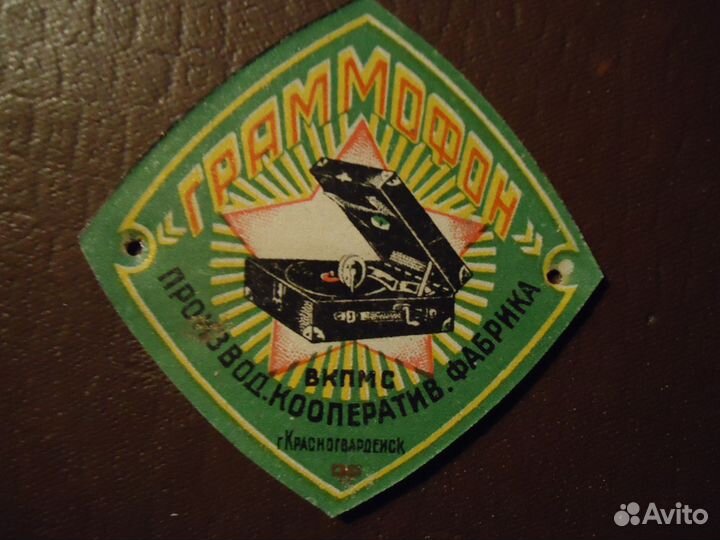 «ГРАММОФОН»
ВКПМС
ПРОИЗВОД.КООПЕРАТИВ.ФАБРИКА
г КРАСНОГВАРДЕЙСК
Avito